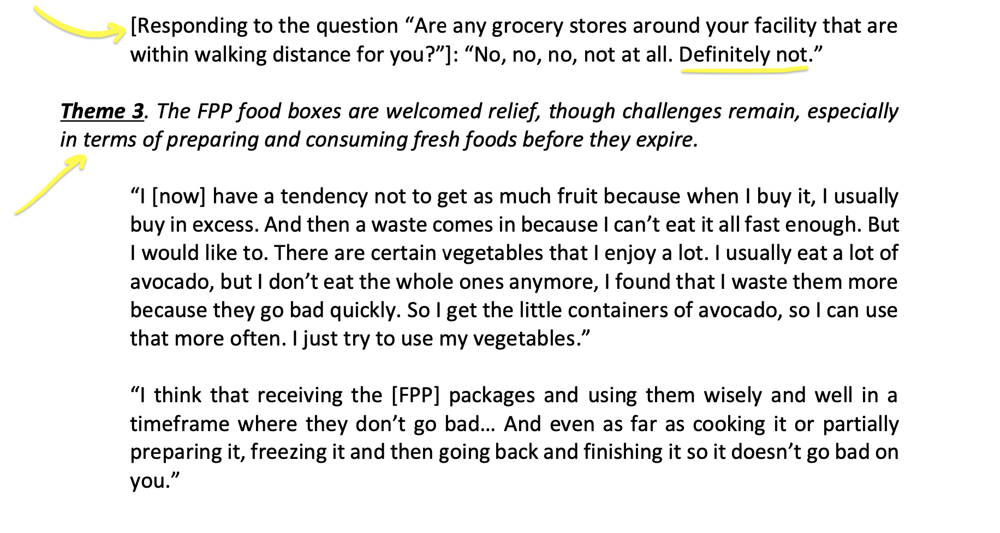 [Responding to the question “Are any grocery stores around your facility that are
within walking distance for you?”]: “No, no, no, not at all. Definitely not.”
Theme 3. The FPP food boxes are welcomed relief, though challenges remain, especially
in terms of preparing and consuming fresh foods before they expire.
“I [now] have a tendency not to get as much fruit because when I buy it, I usually
buy in excess. And then a waste comes in because I can’t eat it all fast enough. But
I would like to. There are certain vegetables that I enjoy a lot. I usually eat a lot of
avocado, but I don’t eat the whole ones anymore, I found that I waste them more
because they go bad quickly. So I get the little containers of avocado, so I can use
that more often. I just try to use my vegetables.”
“I think that receiving the [FPP] packages and using them wisely and well in a
timeframe where they don’t go bad… And even as far as cooking it or partially
preparing it, freezing it and then going back and finishing it so it doesn’t go bad on
you.”